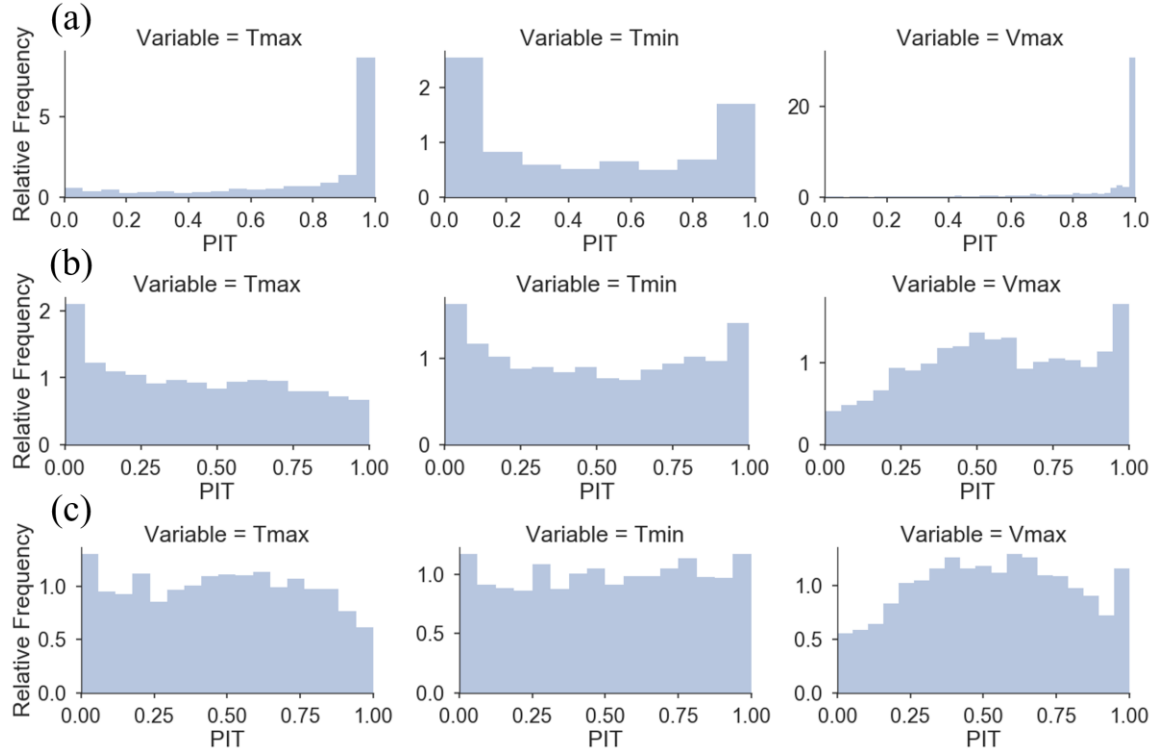 (a)
Variable = Tmax
Variable = Tmin
Variable = Vmax
Relative Frequency
5
0
2
1
0
20
0
0.0 0.2 0.4 0.6 0.8 1.0
0.0 0.2 0.4 0.6 0.8 1.0
0.0 0.2 0.4 0.6 0.8 1.0
PIT
PIT
PIT
(b)
Variable = Tmax
Variable = Tmin
Variable = Vmax
Relative Frequency
2
1
0
1
0
1
0
0.00 0.25 0.50 0.75 1.00
0.00 0.25 0.50 0.75 1.00
0.00 0.25 0.50 0.75 1.00
PIT
PIT
PIT
(c)
Variable = Tmax
Variable = Tmin
Variable = Vmax
Relative Frequency
1.0
0.5
0.0
1.0
0.5
0.0
1.0
0.5
0.0
0.00 0.25 0.50 0.75 1.00
0.00 0.25 0.50 0.75 1.00
0.00 0.25 0.50 0.75 1.00
PIT
PIT
PIT